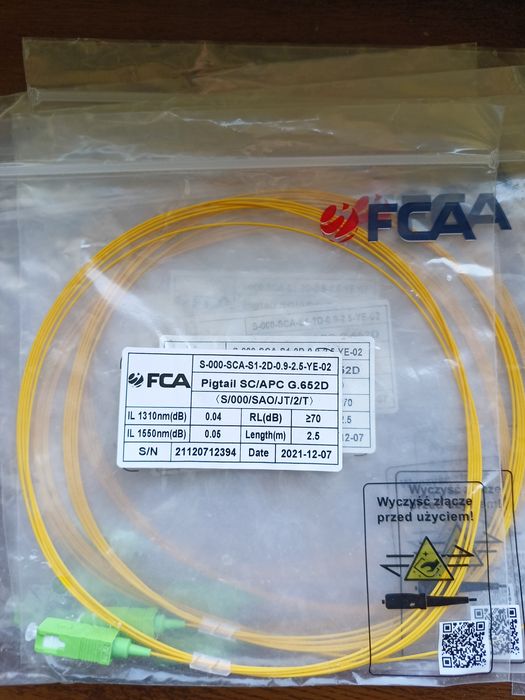 FCA
S-000-SCA-S1-2D-0.9-2.5-YE-02
FCA
Pigtail SC/APC G.652D
(S/000/SAO/JT/2/T)
IL 1310nm(dB) 0.04 RL(dB) ≥70
IL 1550nm(dB) 0.05 Length(m) 2.5
S/N 21120712394 Date 2021-12-07
Wyczyść złącze
przed użyciem!